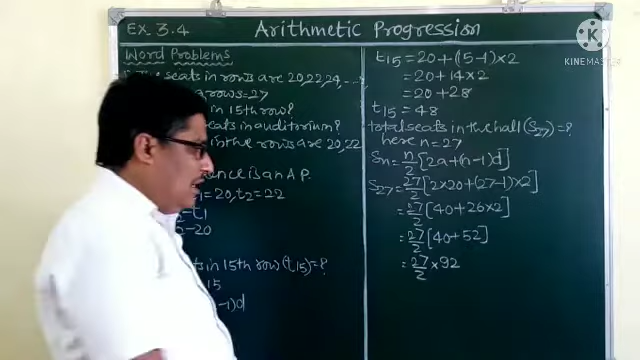 EX. 3.4
Arithmetic Progression
KINEMASTER
Word Problems
seats in rows are 20,22,24,
rows=27
in 15th row?
seats in auditorium?
in the rows are 20,22
is an A.P.
=20, t2=22
-t1
-20
in 15th row (t15)=?
15
-1)d
t15=20+(15-1)×2
=20+14×2
=20+28
t15=48
total seats in the hall (S27)=?
here n=27
Sn=n/2[2a+(n-1)d]
S27=27/2[2×20+(27-1)×2]
=27/2[40+26×2]
=27/2[40+52]
=27/2×92